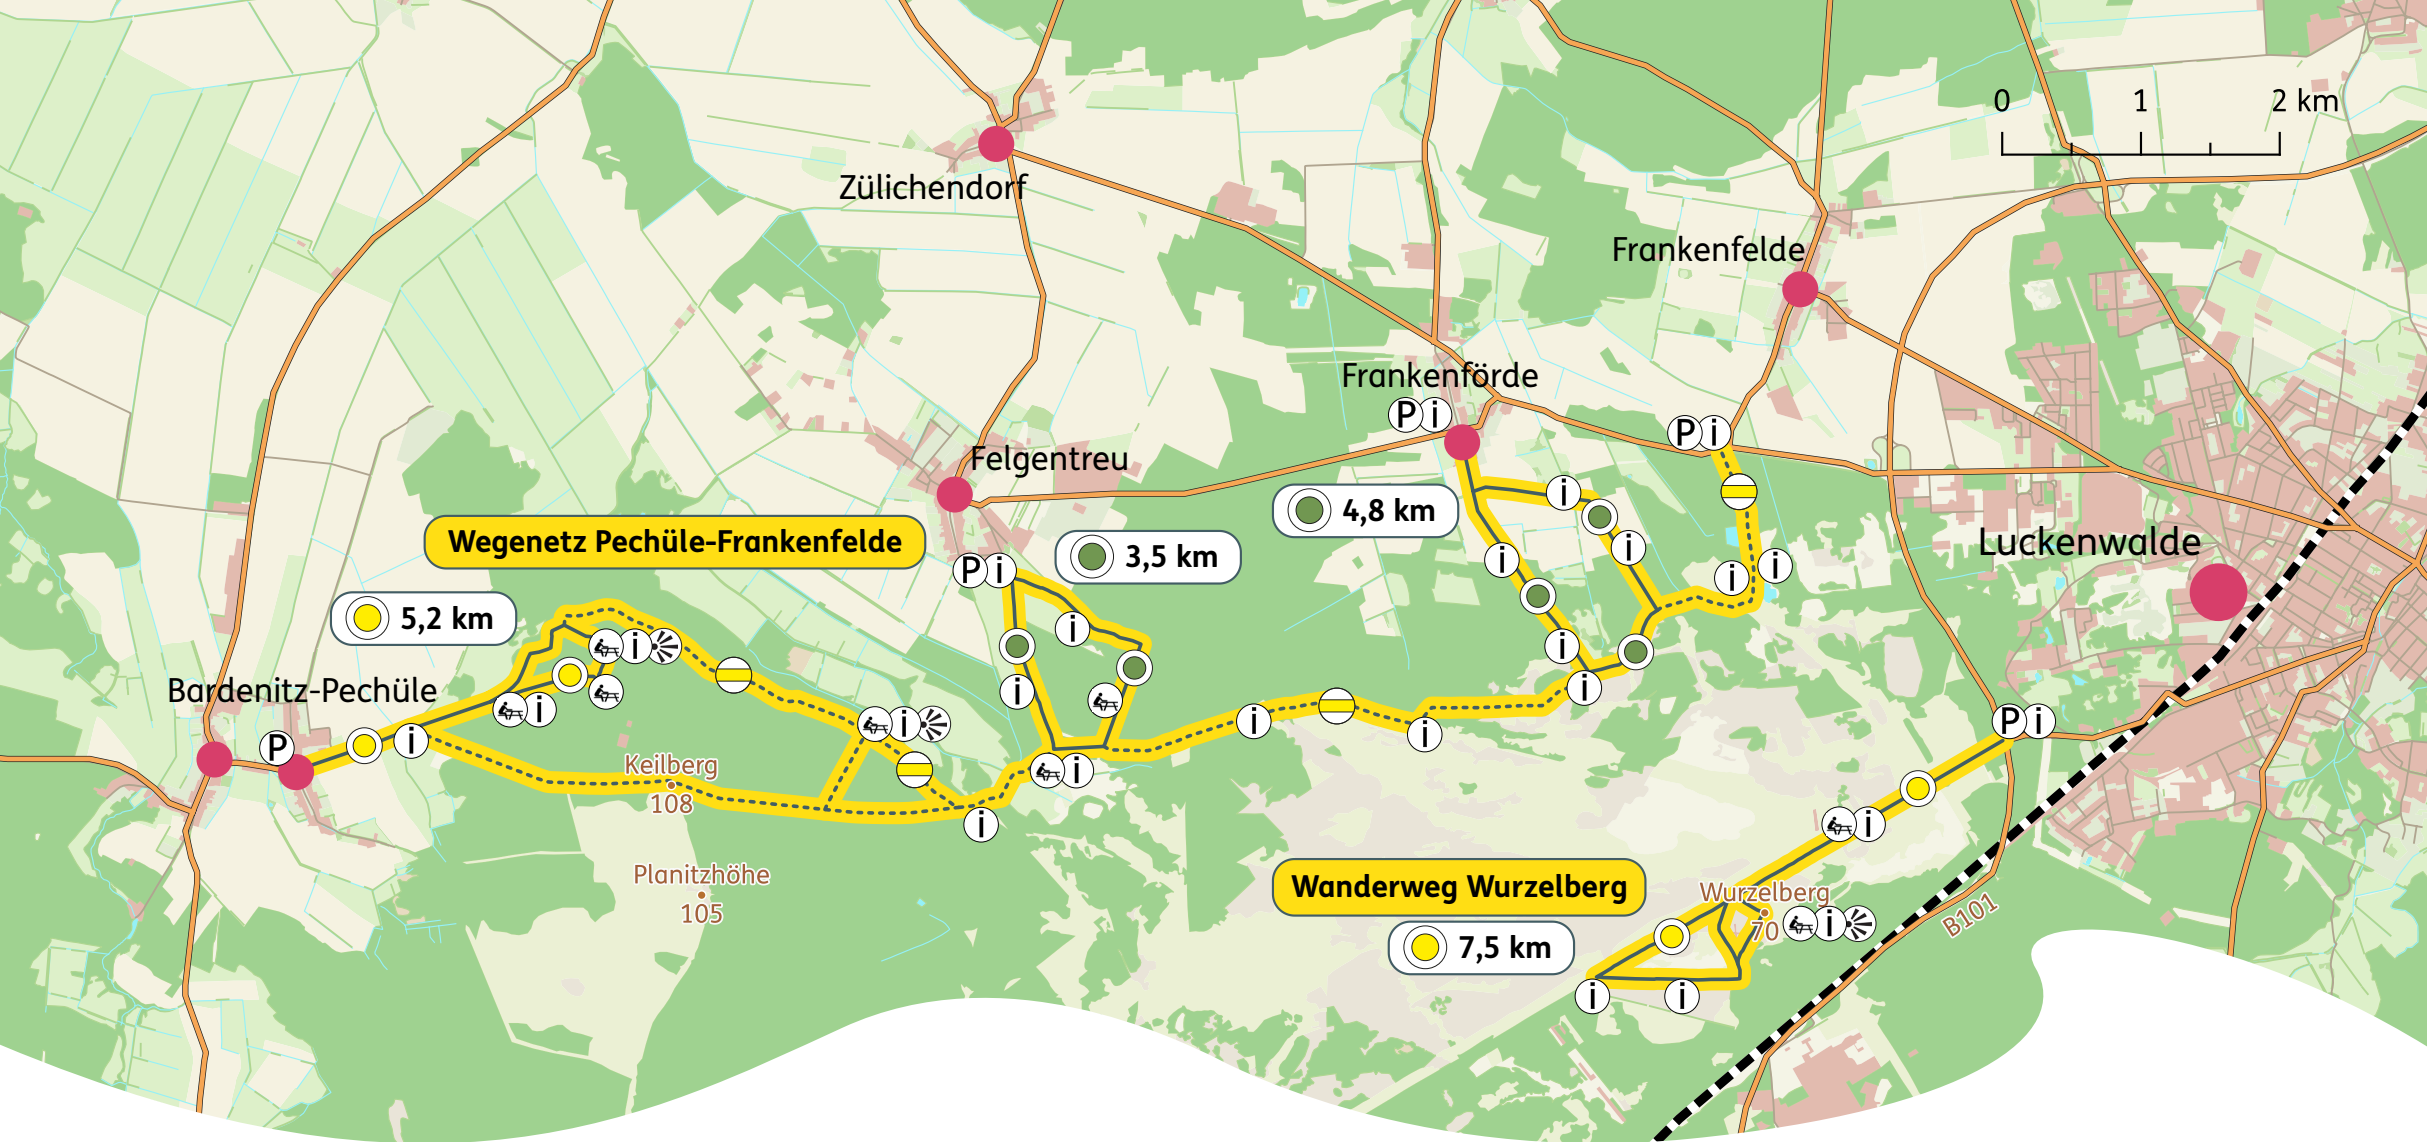 0 1 2 km
Zülichendorf
Frankenfelde
Frankenförde
P i
P i
Felgentreu
i
4,8 km
Wegenetz Pechüle-Frankenfelde
i
i
Luckenwalde
3,5 km
P i
i
i
5,2 km
i
i
i
Bardenitz-Pechüle
i
i
i
P
i
i
i
i
P i
Keilberg
108
i
i
i
Planitzhöhe
105
Wanderweg Wurzelberg
Wurzelberg
70
i
B101
7,5 km
i
i